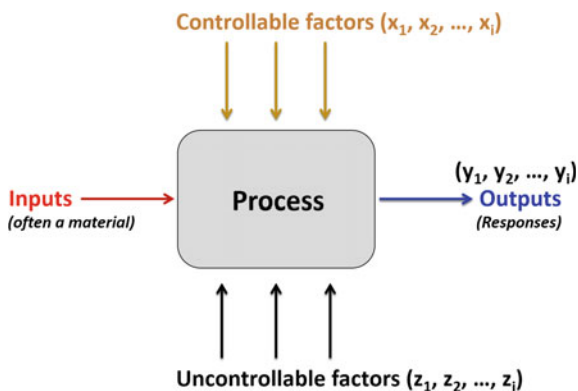 Controllable factors (x₁, x₂, ..., xᵢ)
(y₁, y₂, ..., yᵢ)
Inputs
Process
Outputs
(often a material)
(Responses)
Uncontrollable factors (z₁, z₂, ..., zᵢ)